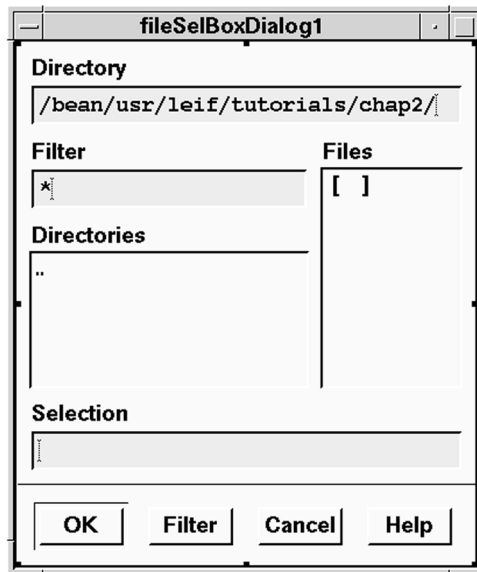 fileSelBoxDialog1
Directory
/bean/usr/leif/tutorials/chap2/
Filter
*
Files
[ ]
Directories
..
Selection
OK
Filter
Cancel
Help